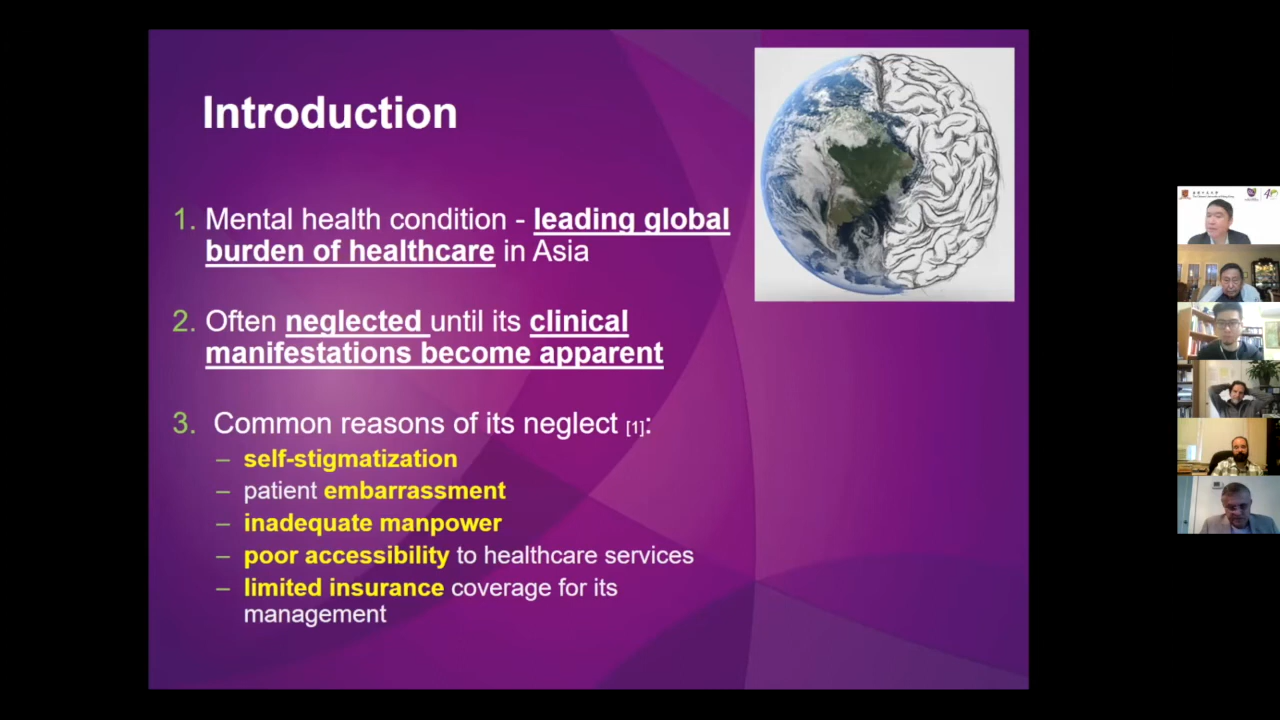 Introduction
1. Mental health condition - leading global
burden of healthcare in Asia
2. Often neglected until its clinical
manifestations become apparent
3. Common reasons of its neglect [1]:
– self-stigmatization
– patient embarrassment
– inadequate manpower
– poor accessibility to healthcare services
– limited insurance coverage for its
management